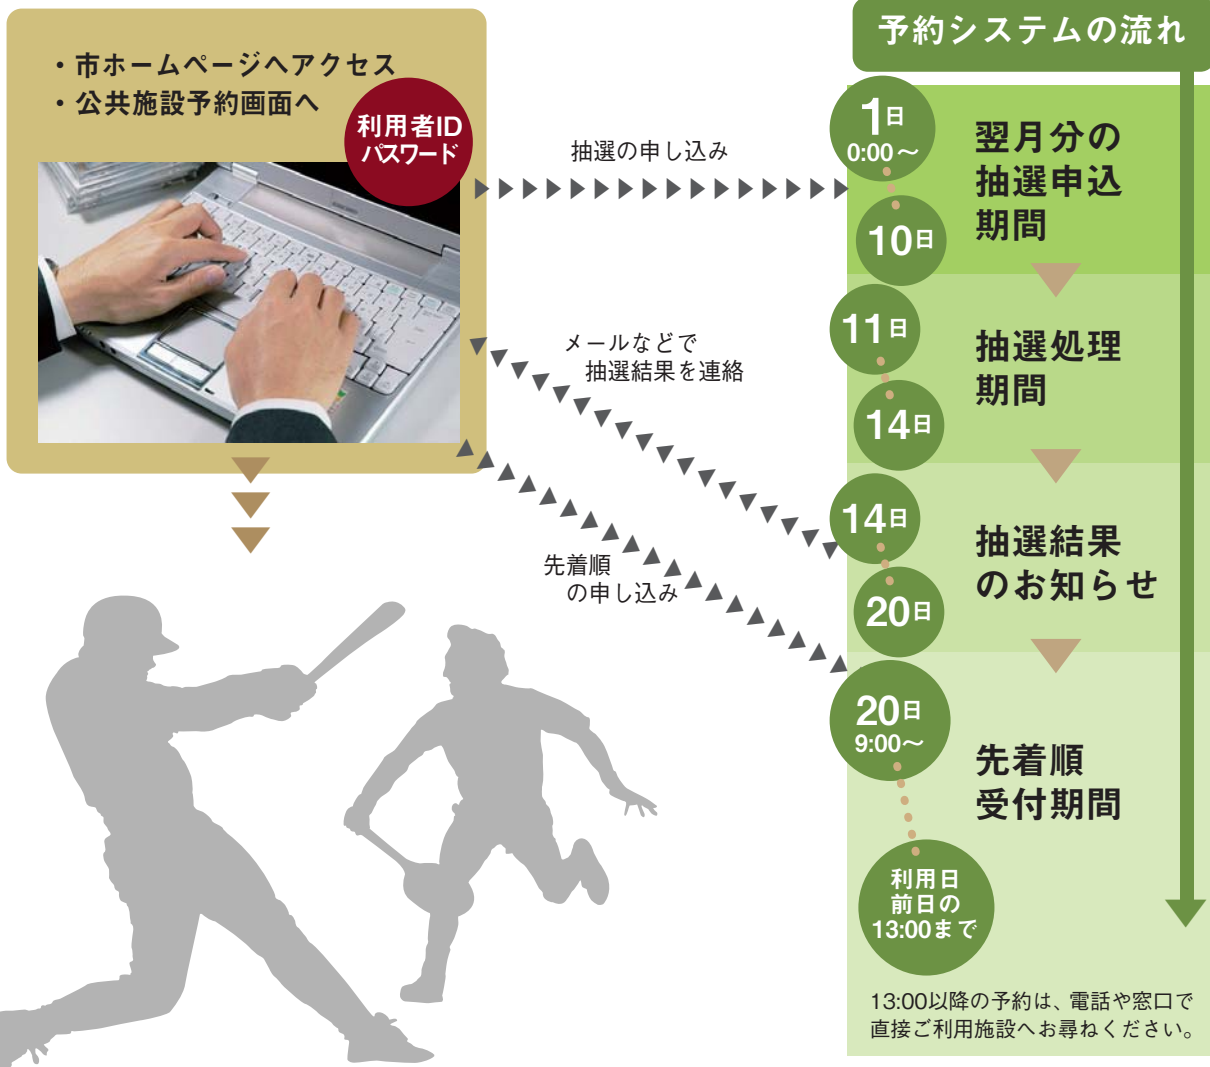 ・市ホームページへアクセス
・公共施設予約画面へ
利用者ID
パスワード
抽選の申し込み
メールなどで
抽選結果を連絡
先着順
の申し込み
予約システムの流れ
1日
0:00～
10日
翌月分の
抽選申込
期間
11日
14日
抽選処理
期間
14日
20日
抽選結果
のお知らせ
20日
9:00～
先着順
受付期間
利用日
前日の
13:00まで
13:00以降の予約は、電話や窓口で
直接ご利用施設へお尋ねください。